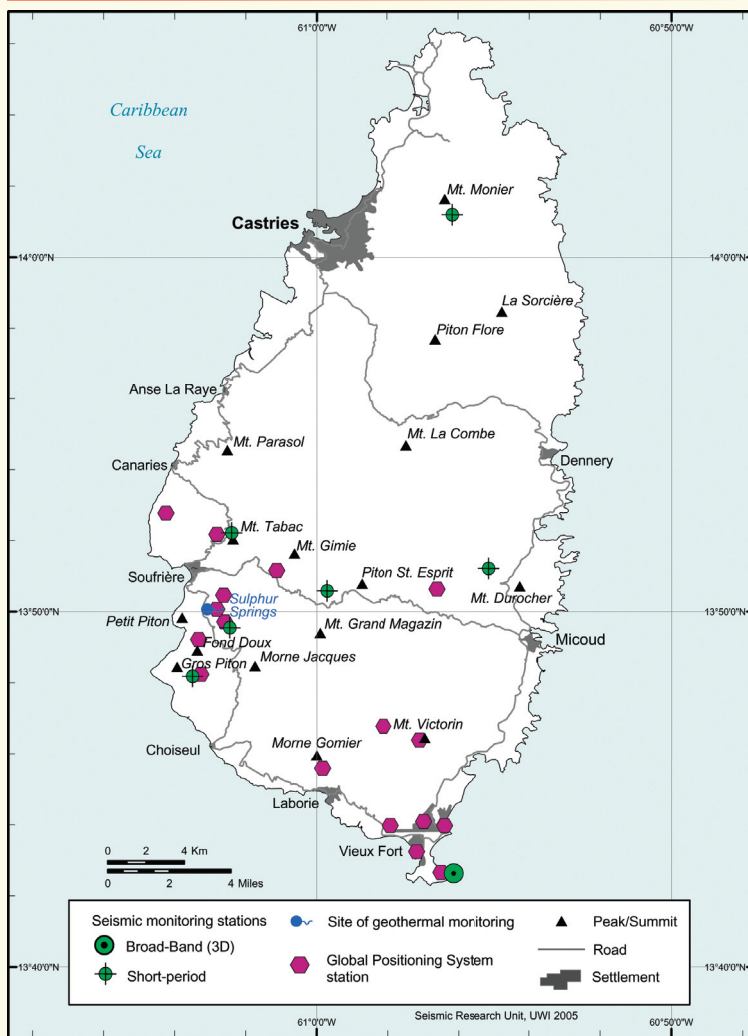 61°0'0"W
60°50'0"W
Caribbean
Sea
Mt. Monier
Castries
14°0'0"N
14°0'0"N
La Sorcière
Piton Flore
Anse La Raye
Mt. Parasol
Mt. La Combe
Canaries
Dennery
Mt. Tabac
Mt. Gimie
Soufrière
Piton St. Esprit
Mt. Durocher
Sulphur
Springs
13°50'0"N
13°50'0"N
Petit Piton
Mt. Grand Magazin
Micoud
Fond Doux
Gros Piton
Morne Jacques
Mt. Victorin
Choiseul
Morne Gomier
Laborie
Vieux Fort
0 2 4 Km
0 2 4 Miles
Seismic monitoring stations
Broad-Band (3D)
Short-period
Site of geothermal monitoring
Global Positioning System
station
Peak/Summit
Road
Settlement
13°40'0"N
13°40'0"N
Seismic Research Unit, UWI 2005
61°0'0"W
60°50'0"W